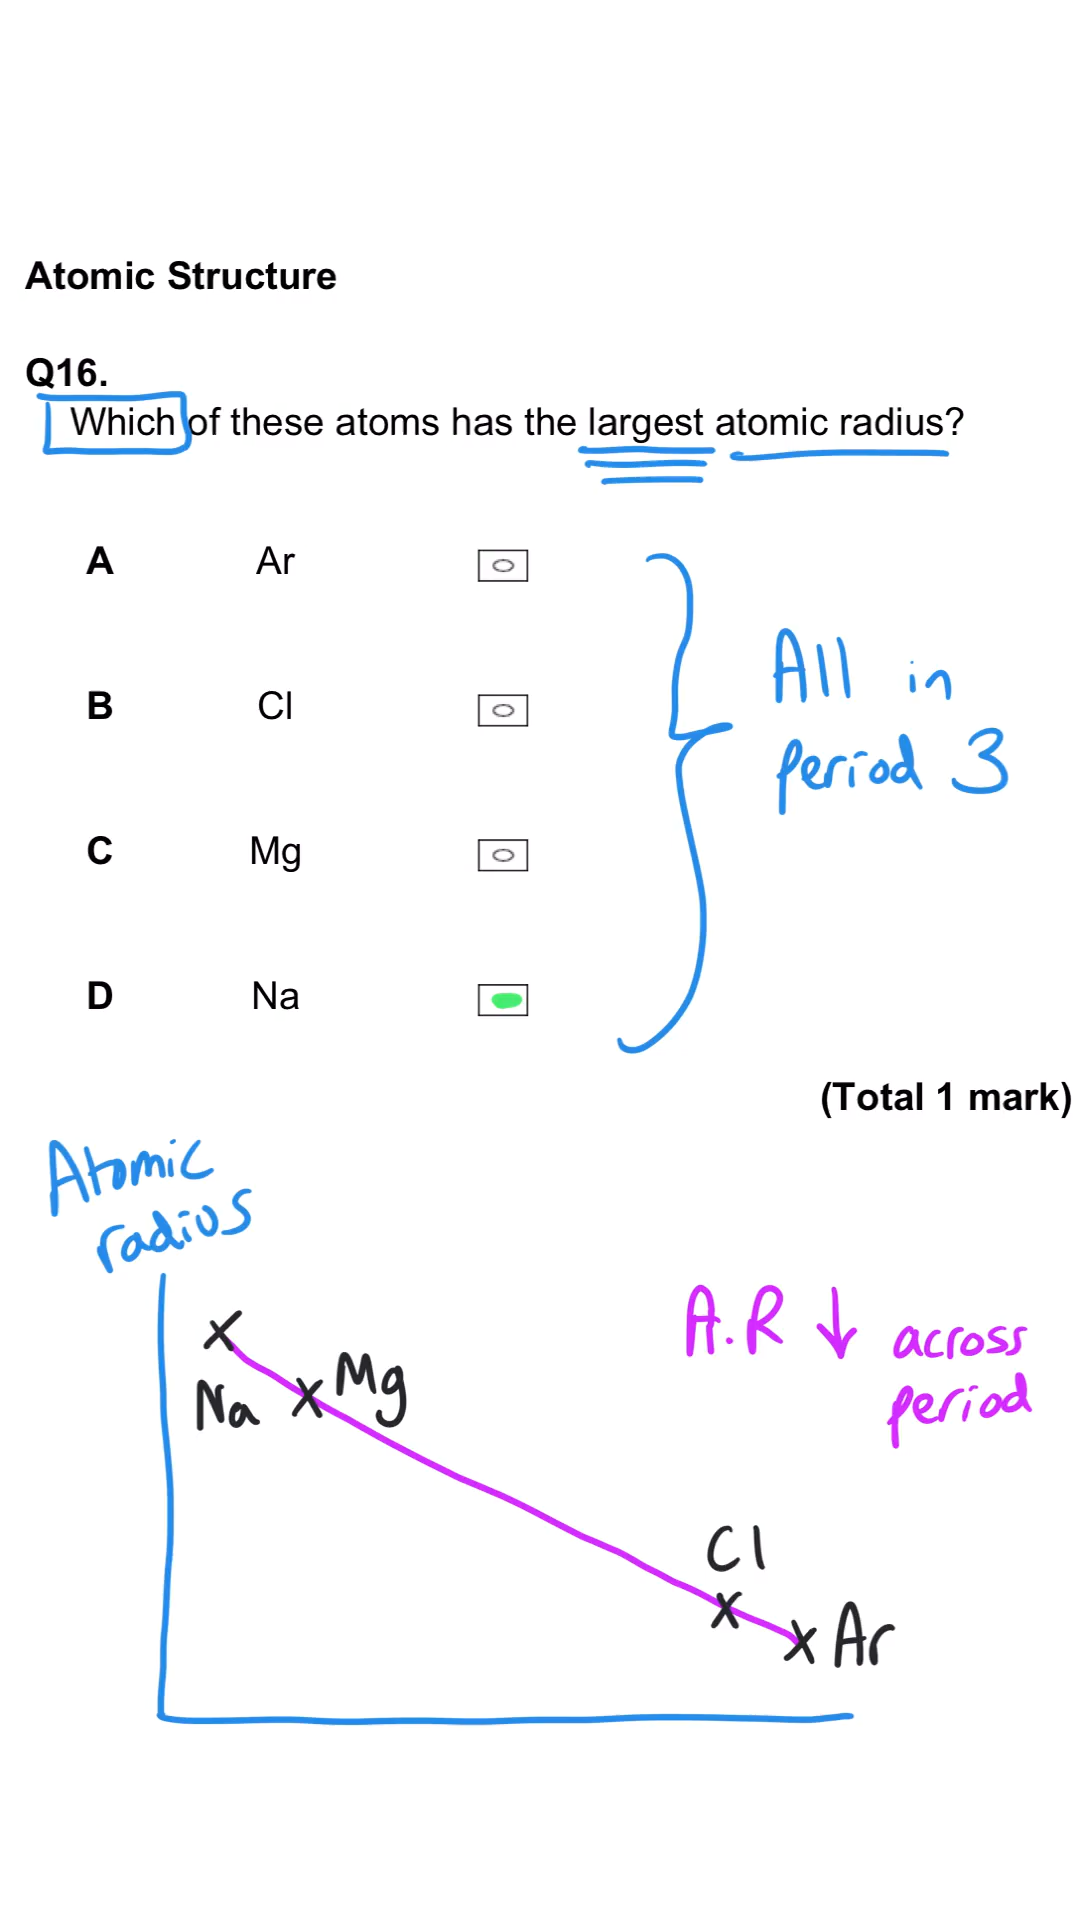 Atomic Structure
Q16.
Which of these atoms has the largest atomic radius?
A Ar
B Cl
C Mg
D Na
All in
period 3
(Total 1 mark)
Atomic
radius
A.R ↓ across
period
Na
Mg
Cl
Ar